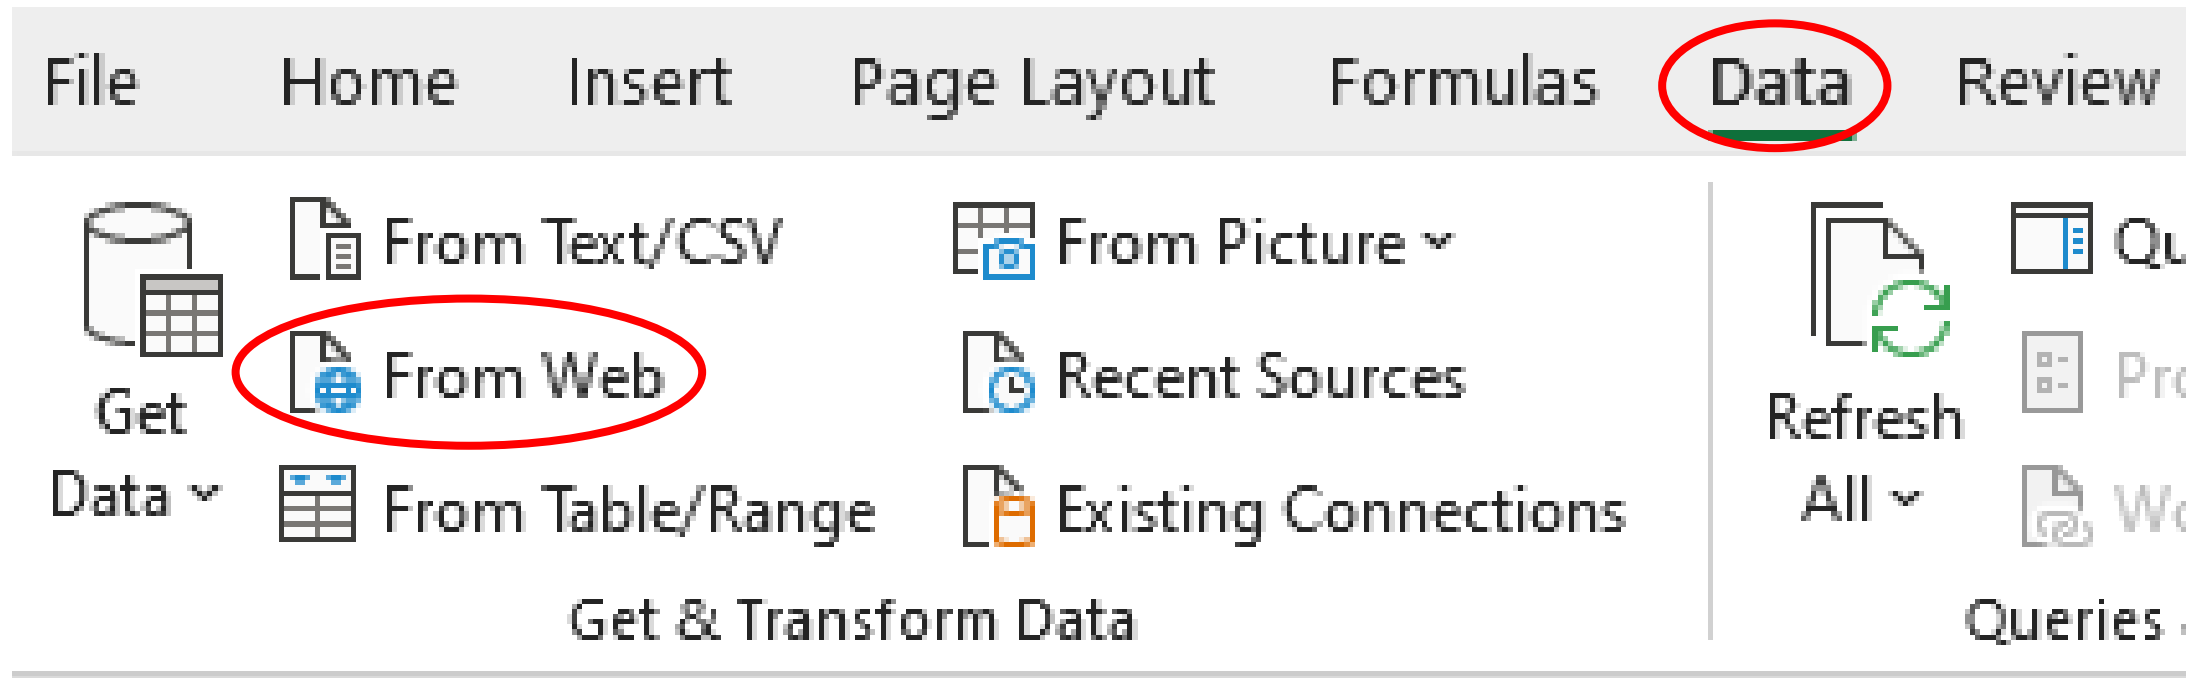 File Home Insert Page Layout Formulas Data Review
Get Data
From Text/CSV
From Web
From Table/Range
From Picture
Recent Sources
Existing Connections
Get & Transform Data
Refresh All
Queries